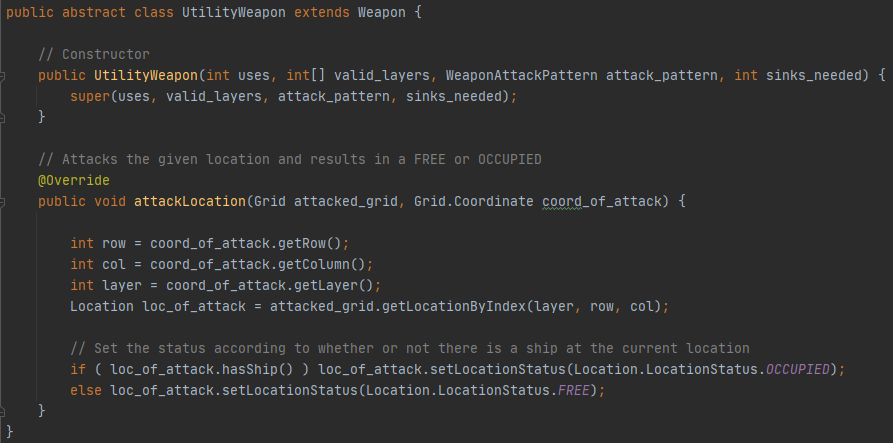 public abstract class UtilityWeapon extends Weapon {
// Constructor
public UtilityWeapon(int uses, int[] valid_layers, WeaponAttackPattern attack_pattern, int sinks_needed) {
super(uses, valid_layers, attack_pattern, sinks_needed);
}
// Attacks the given location and results in a FREE or OCCUPIED
@Override
public void attackLocation(Grid attacked_grid, Grid.Coordinate coord_of_attack) {
int row = coord_of_attack.getRow();
int col = coord_of_attack.getColumn();
int layer = coord_of_attack.getLayer();
Location loc_of_attack = attacked_grid.getLocationByIndex(layer, row, col);
// Set the status according to whether or not there is a ship at the current location
if ( loc_of_attack.hasShip() ) loc_of_attack.setLocationStatus(Location.LocationStatus.OCCUPIED);
else loc_of_attack.setLocationStatus(Location.LocationStatus.FREE);
}
}